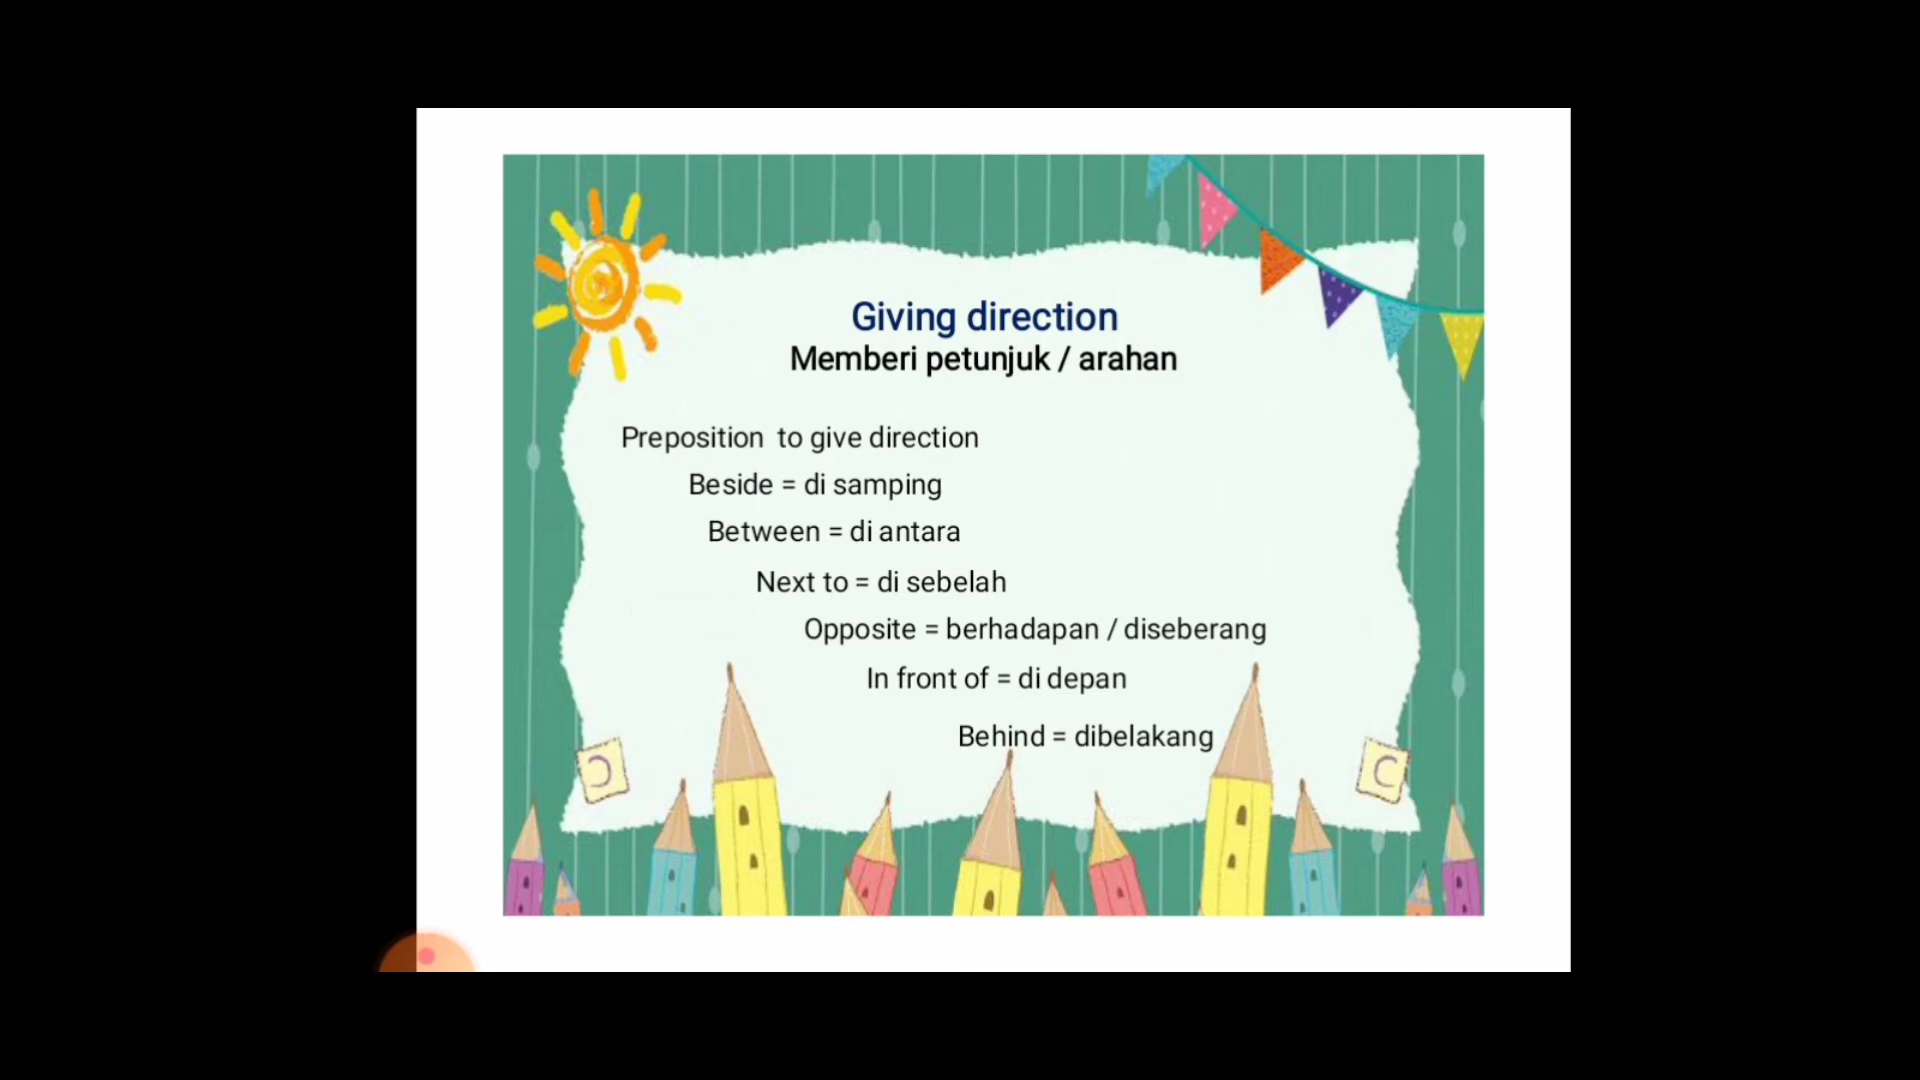 Giving direction
Memberi petunjuk / arahan
Preposition to give direction
Beside = di samping
Between = di antara
Next to = di sebelah
Opposite = berhadapan / diseberang
In front of = di depan
Behind = dibelakang